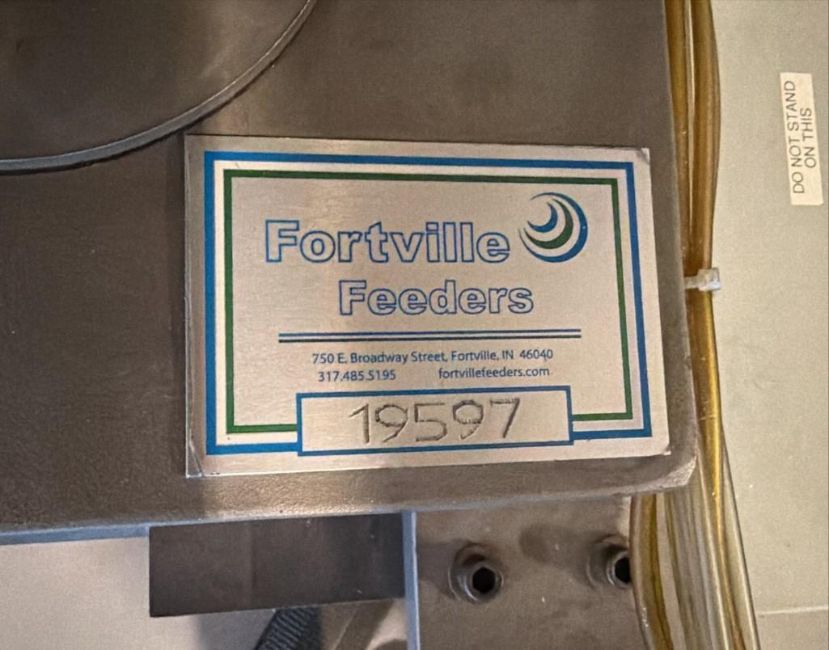 Fortville
Feeders
750 E. Broadway Street, Fortville, IN 46040
317.485.5195 fortvillefeeders.com
19597
DO NOT STAND
ON THIS